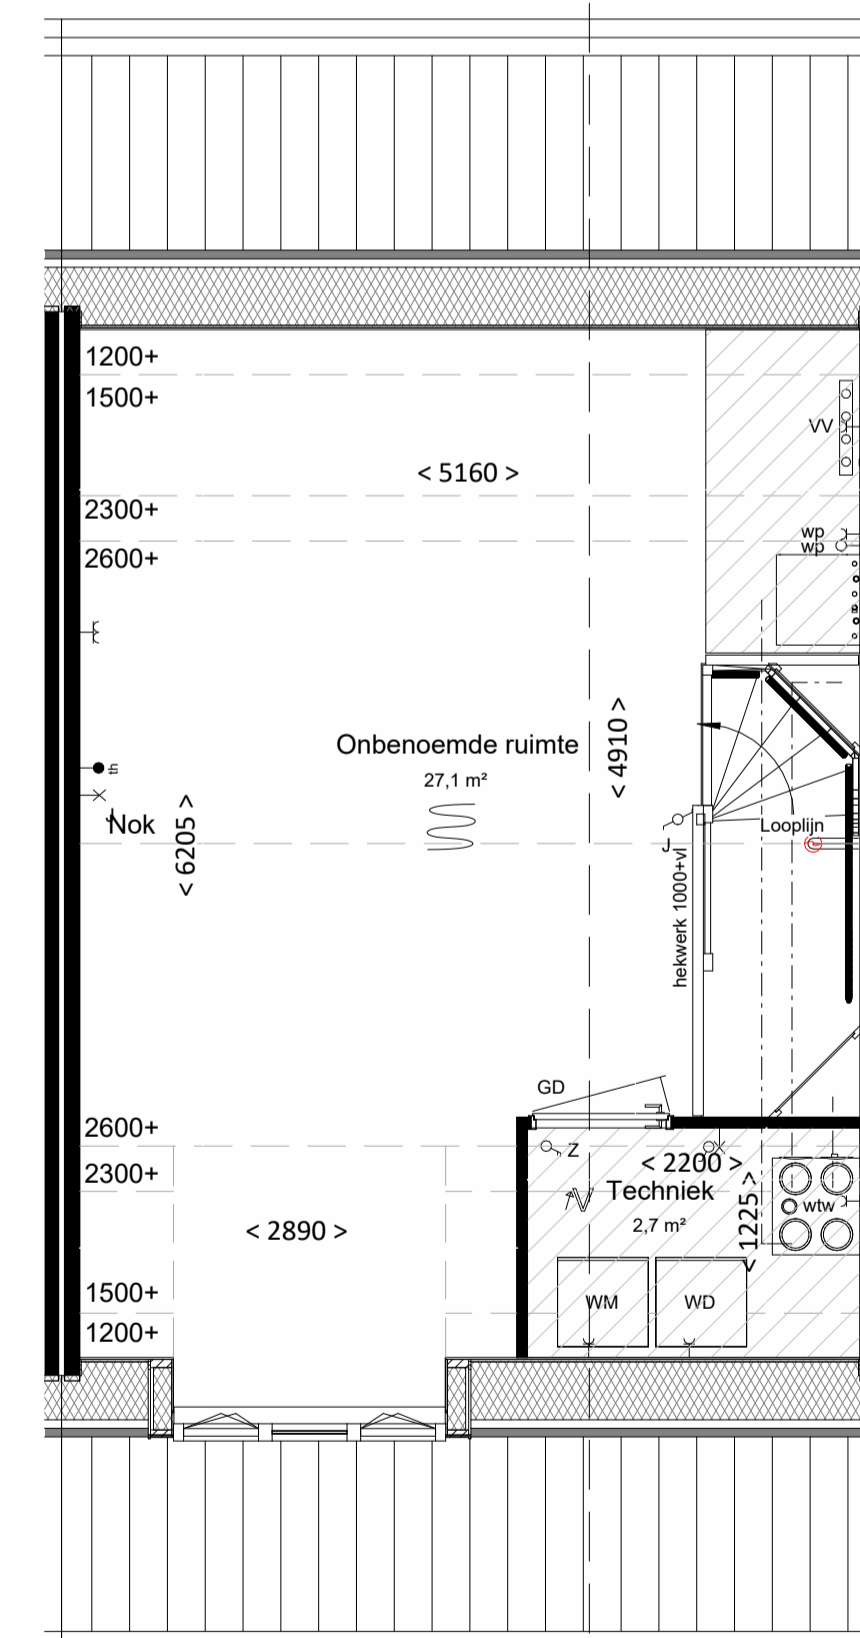 1200+
1500+
< 5160 >
VV
2300+
2600+
wp
wp
< 4910 >
Onbenoemde ruimte
27,1 m²
th
J
Nok
< 6205 >
Looplijn
J
hekwerk 1000+vl
GD
2600+
Z
< 2200 >
2300+
Techniek
wtw
2,7 m²
< 1225 >
< 2890 >
1500+
WM
WD
1200+